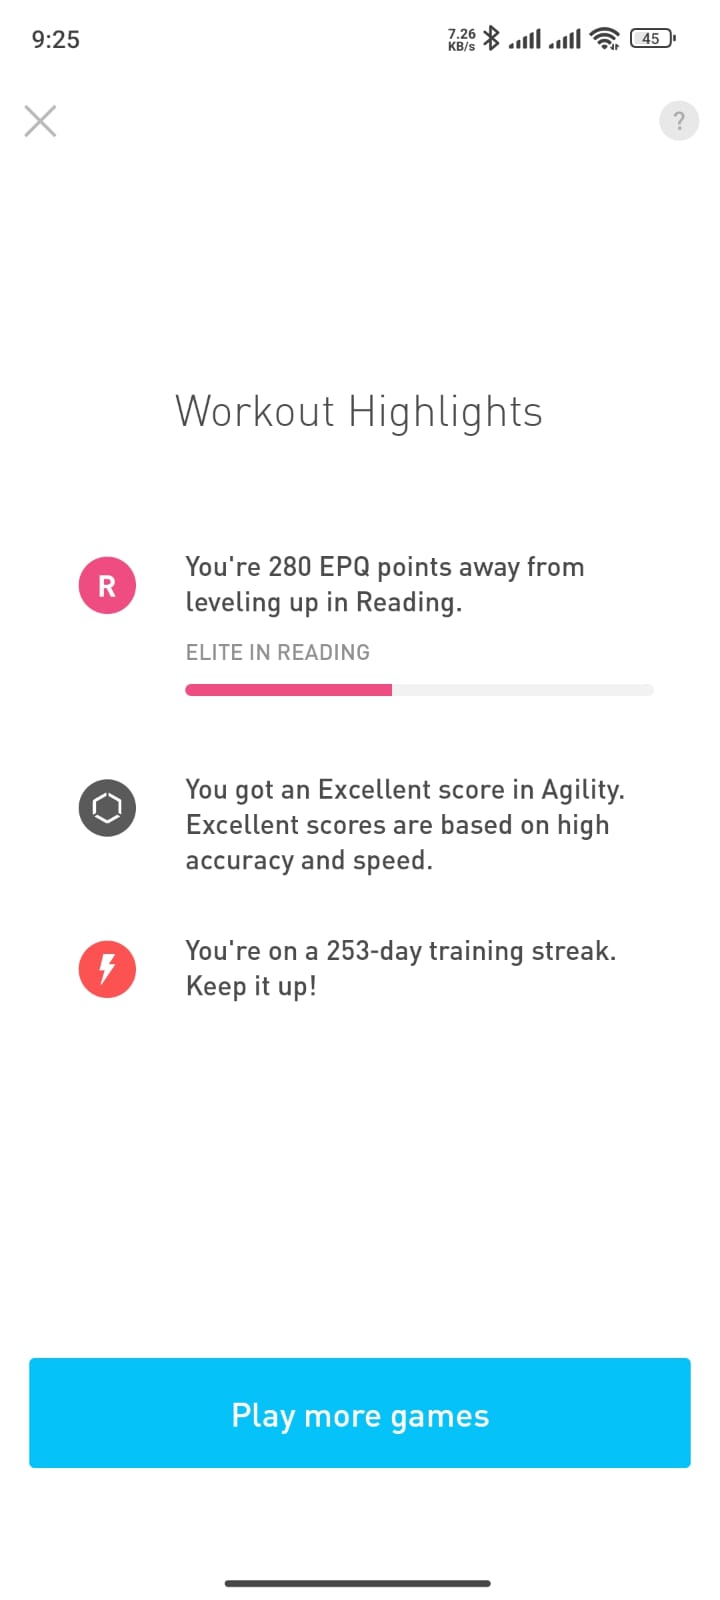 9:25
7.26
KB/s
45
?
Workout Highlights
R
You're 280 EPQ points away from
leveling up in Reading.
ELITE IN READING
You got an Excellent score in Agility.
Excellent scores are based on high
accuracy and speed.
You're on a 253-day training streak.
Keep it up!
Play more games